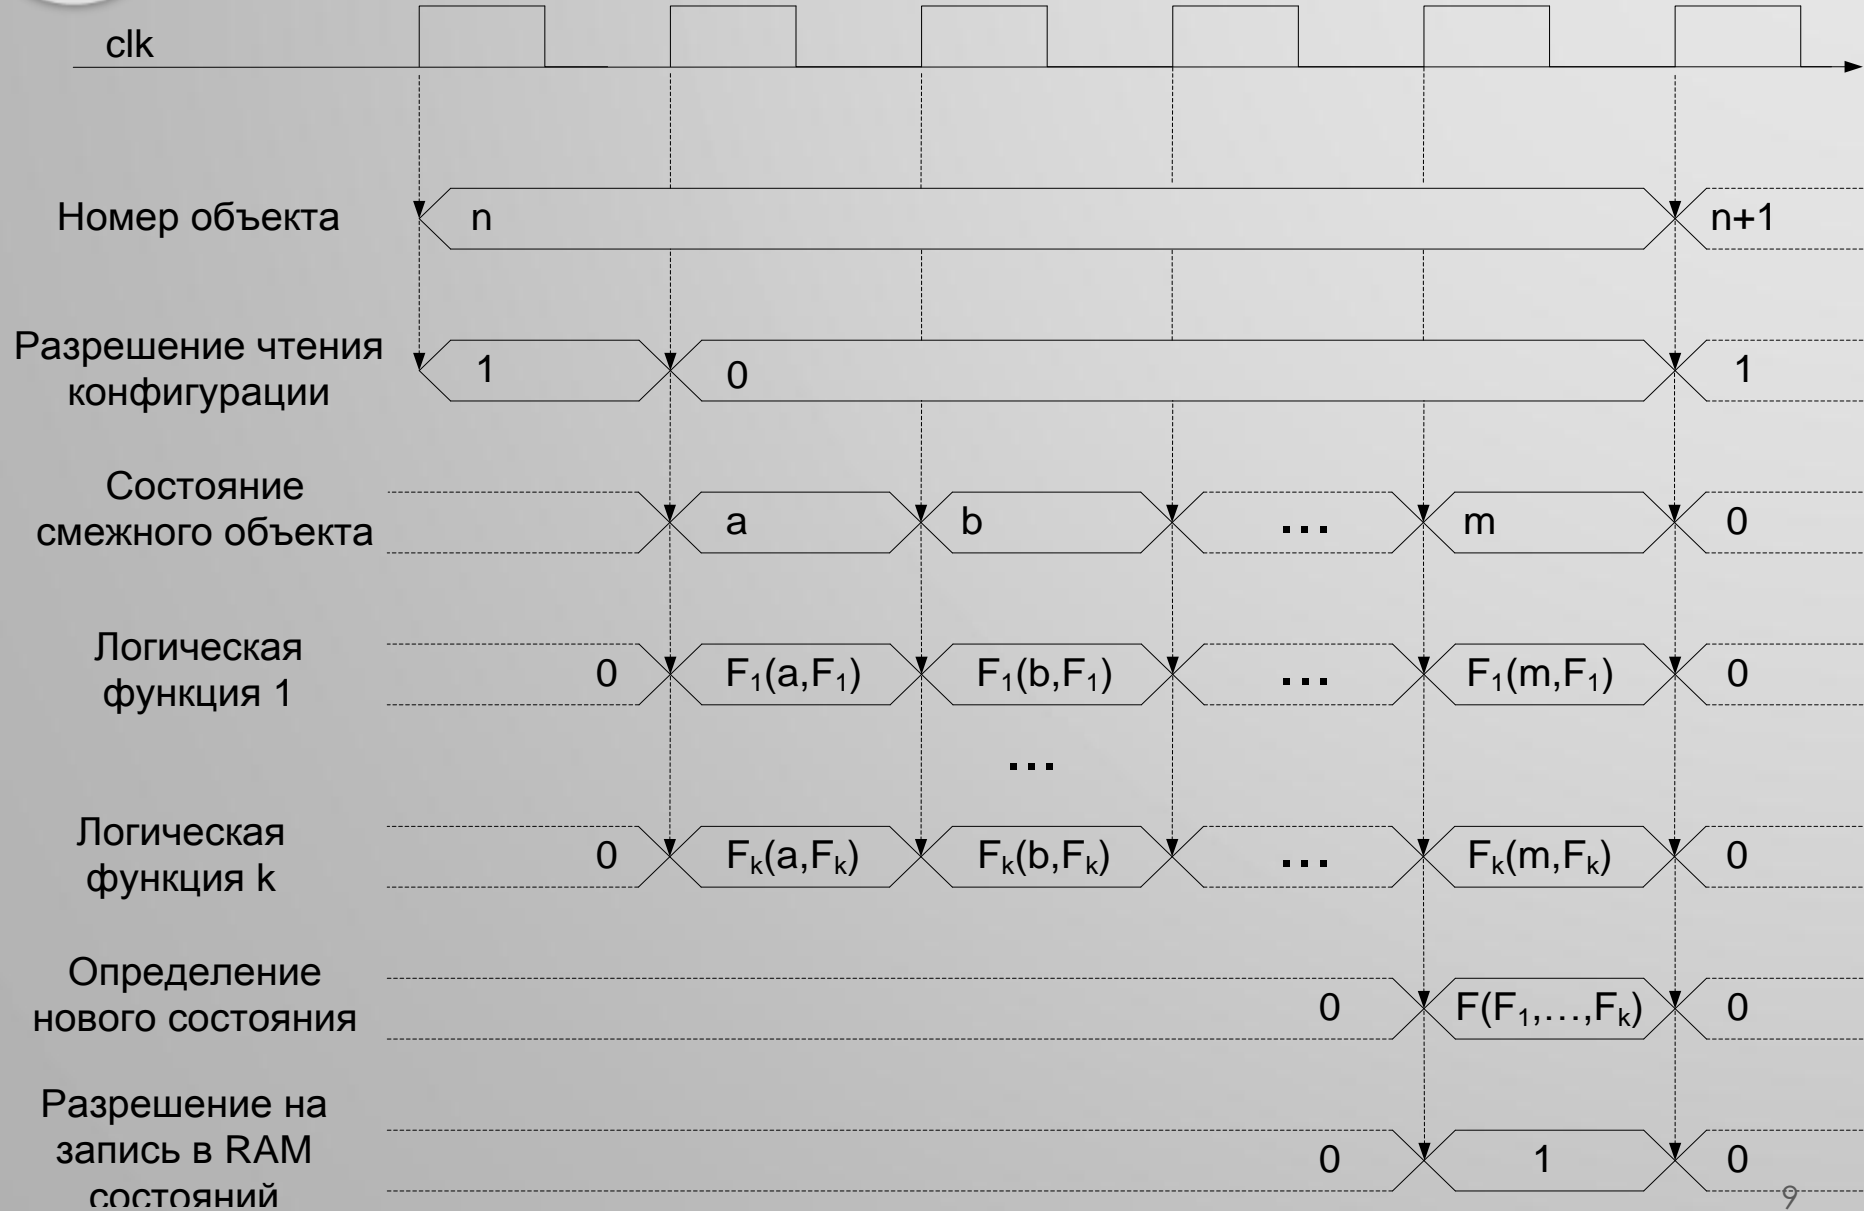 clk
Номер объекта
n
n+1
Разрешение чтения
конфигурации
1
0
1
Состояние
смежного объекта
a
b
...
m
0
Логическая
функция 1
0
F₁(a,F₁)
F₁(b,F₁)
...
F₁(m,F₁)
0
...
Логическая
функция k
0
Fₖ(a,Fₖ)
Fₖ(b,Fₖ)
...
Fₖ(m,Fₖ)
0
Определение
нового состояния
0
F(F₁,...,Fₖ)
0
Разрешение на
запись в RAM
состояний
0
1
0
9